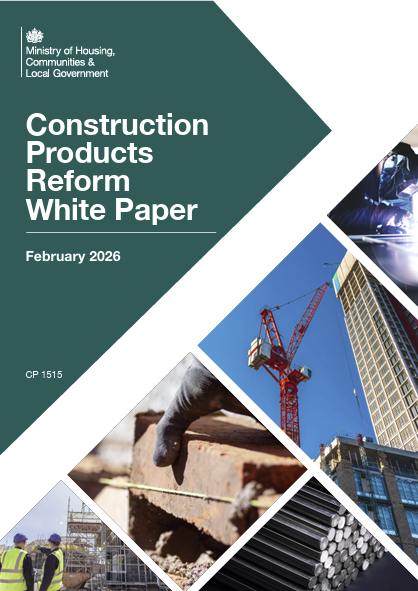 Ministry of Housing,
Communities &
Local Government
Construction
Products
Reform
White Paper
February 2026
CP 1515